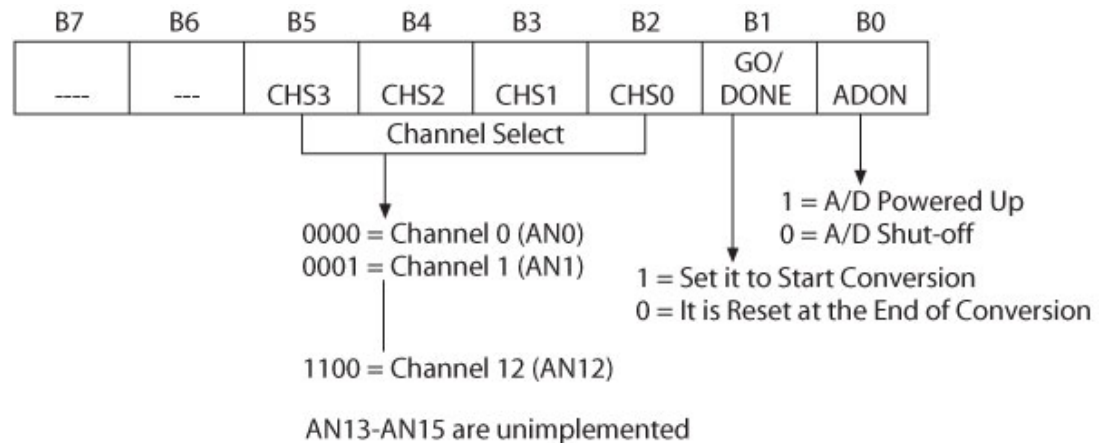 B7 B6 B5 B4 B3 B2 B1 B0
---- --- CHS3 CHS2 CHS1 CHS0 GO/ DONE ADON
Channel Select
0000 = Channel 0 (AN0)
0001 = Channel 1 (AN1)
1100 = Channel 12 (AN12)
AN13-AN15 are unimplemented
1 = Set it to Start Conversion
0 = It is Reset at the End of Conversion
1 = A/D Powered Up
0 = A/D Shut-off